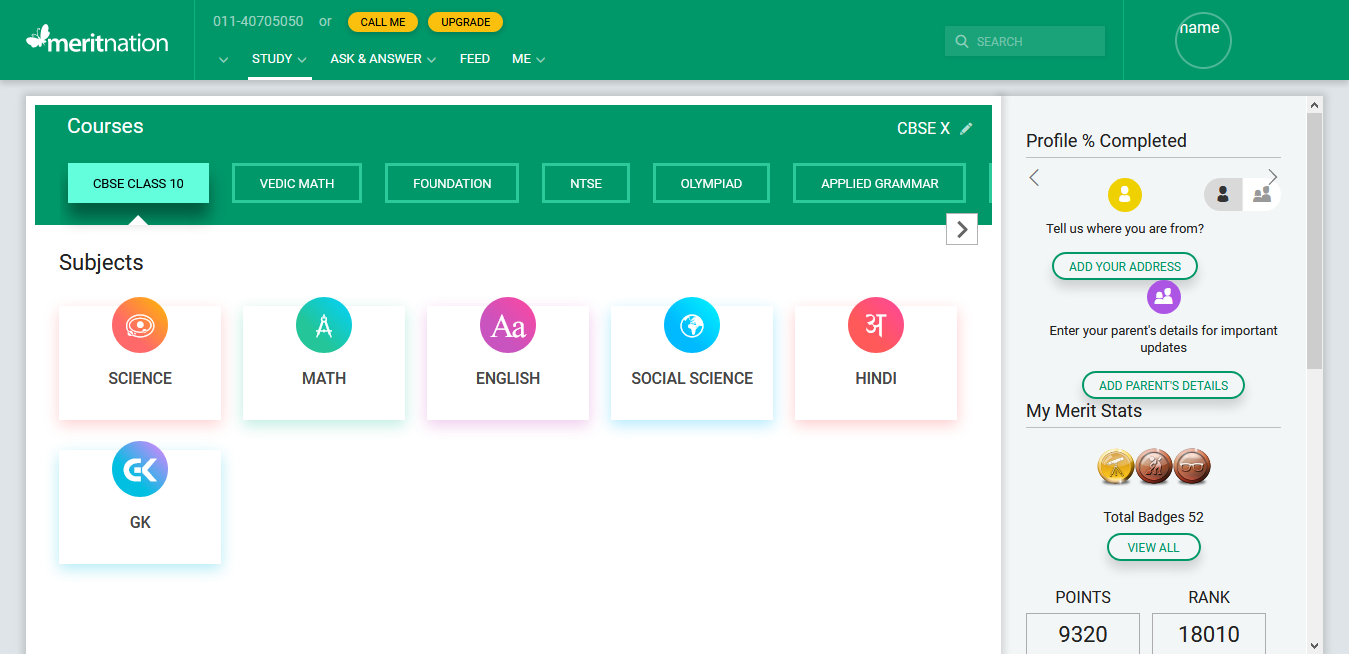 meritnation
011-40705050 or CALL ME UPGRADE
STUDY ASK & ANSWER FEED ME
SEARCH
name
Courses
CBSE X
CBSE CLASS 10 VEDIC MATH FOUNDATION NTSE OLYMPIAD APPLIED GRAMMAR
Subjects
SCIENCE
MATH
Aa
ENGLISH
SOCIAL SCIENCE
अ
HINDI
GK
GK
Profile % Completed
Tell us where you are from?
ADD YOUR ADDRESS
Enter your parent's details for important
updates
ADD PARENT'S DETAILS
My Merit Stats
Total Badges 52
VIEW ALL
POINTS RANK
9320 18010